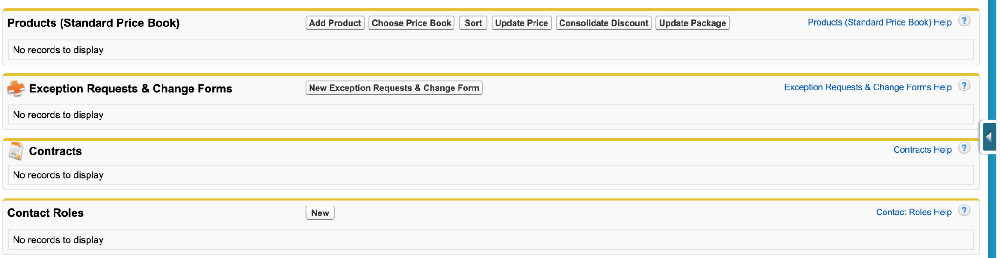 Products (Standard Price Book) Add Product Choose Price Book Sort Update Price Consolidate Discount Update Package Products (Standard Price Book) Help ?
No records to display
Exception Requests & Change Forms New Exception Requests & Change Form Exception Requests & Change Forms Help ?
No records to display
Contracts Contracts Help ?
No records to display
Contact Roles New Contact Roles Help ?
No records to display